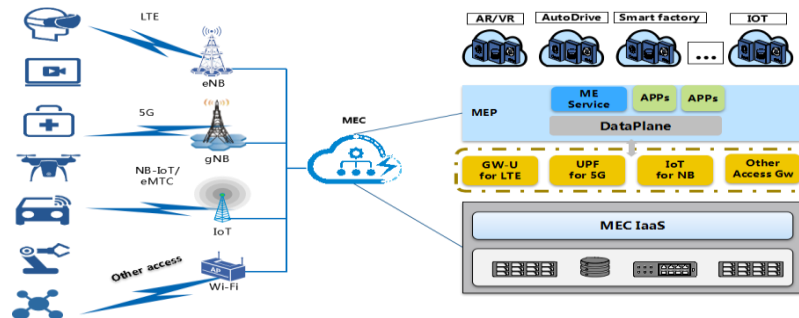 LTE
eNB
5G
gNB
NB-IoT/
eMTC
IoT
Other access
AP
Wi-Fi
MEC
AR/VR
AutoDrive
Smart factory
...
IOT
ME
Service
APPs
APPs
MEP
DataPlane
GW-U
for LTE
UPF
for 5G
IoT
for NB
Other
Access Gw
MEC IaaS